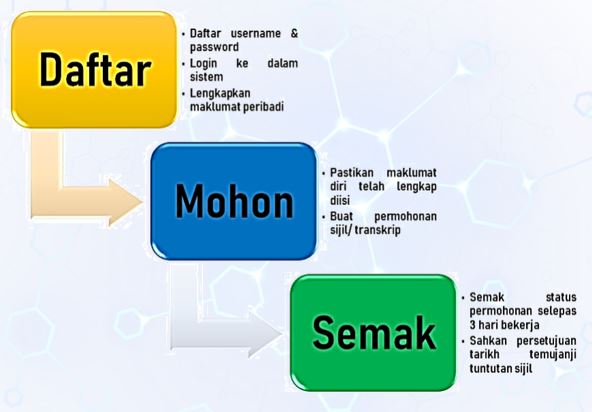 Daftar
• Daftar username &
password
• Login ke dalam
sistem
• Lengkapkan
maklumat peribadi
Mohon
• Pastikan maklumat
diri telah lengkap
diisi
• Buat permohonan
sijil/ transkrip
Semak
• Semak status
permohonan selepas
3 hari bekerja
• Sahkan persetujuan
tarikh temujanji
tuntutan sijil